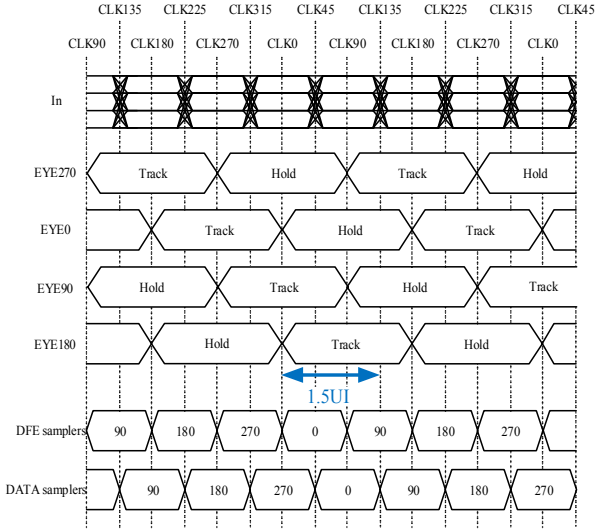 CLK135 CLK225 CLK315 CLK45 CLK135 CLK225 CLK315 CLK45
CLK90 CLK180 CLK270 CLK0 CLK90 CLK180 CLK270 CLK0
In
EYE270 Track Hold Track Hold
EYE0 Track Hold Track
EYE90 Hold Track Hold Track
EYE180 Hold Track Hold
1.5UI
DFE samplers 90 180 270 0 90 180 270
DATA samplers 90 180 270 0 90 180 270